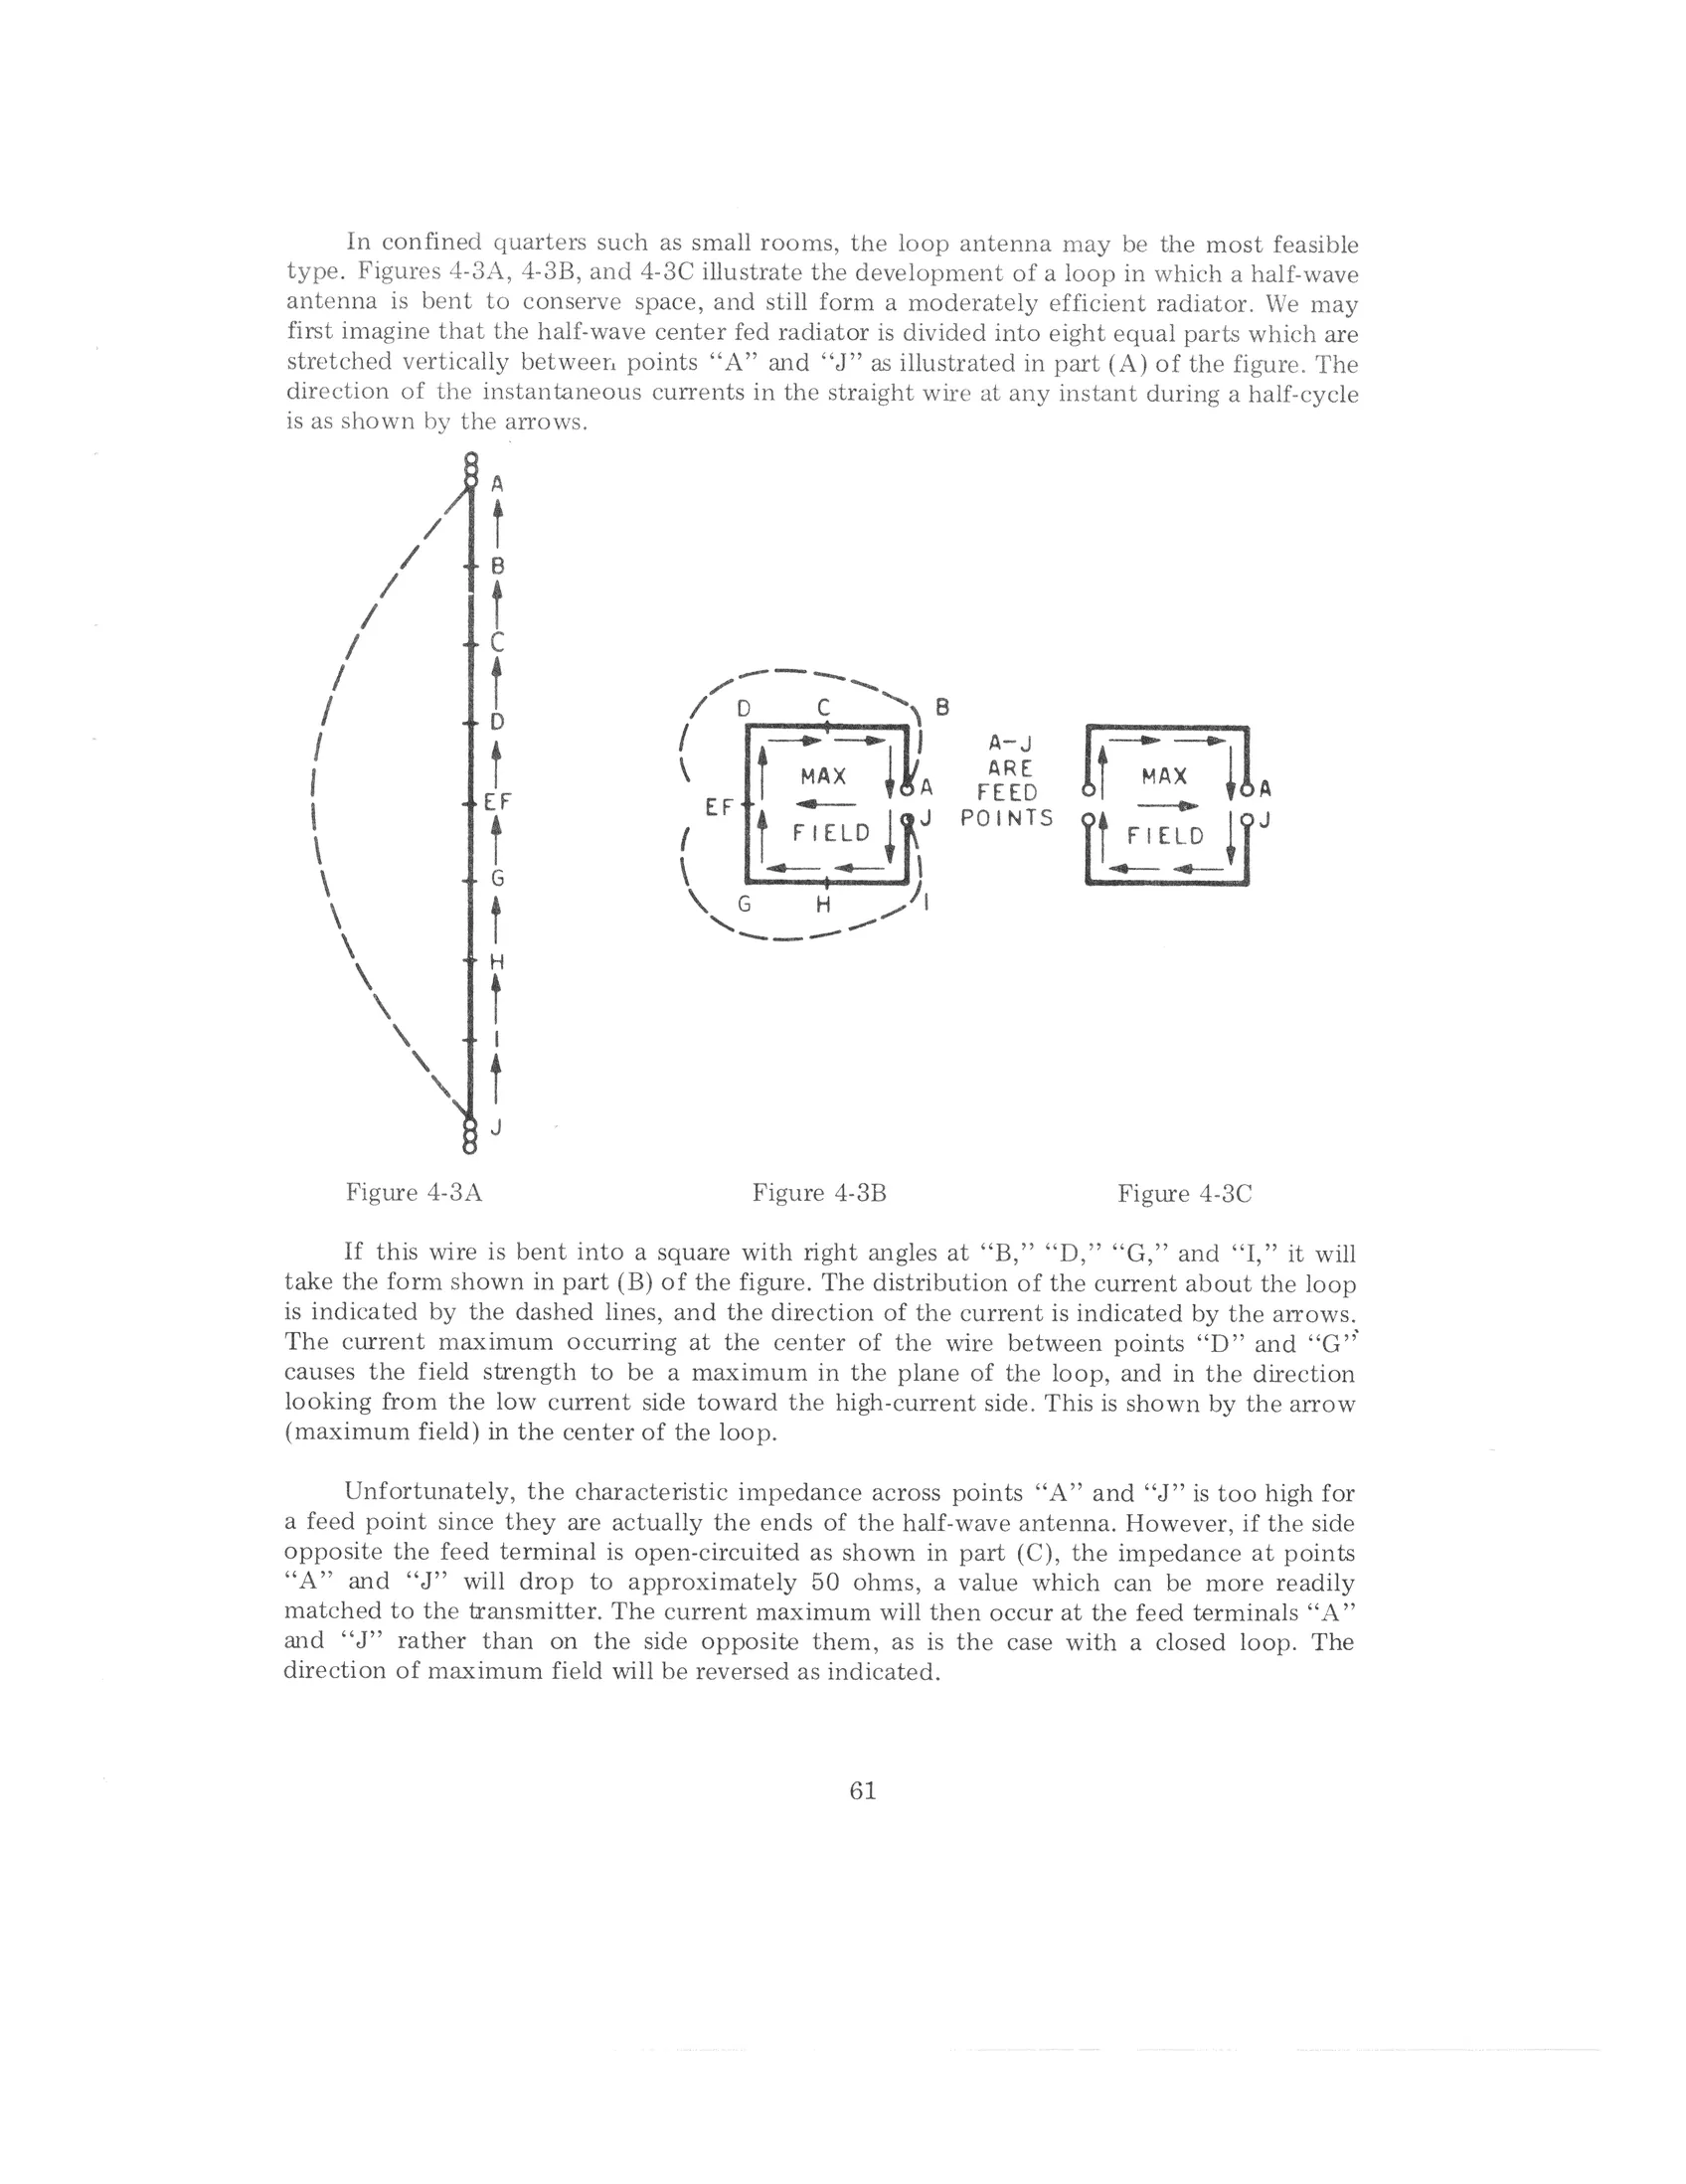 In confined quarters such as small rooms, the loop antenna may be the most feasible
type. Figures 4-3A, 4-3B, and 4-3C illustrate the development of a loop in which a half-wave
antenna is bent to conserve space, and still form a moderately efficient radiator. We may
first imagine that the half-wave center fed radiator is divided into eight equal parts which are
stretched vertically between points “A” and “J” as illustrated in part (A) of the figure. The
direction of the instantaneous currents in the straight wire at any instant during a half-cycle
is as shown by the arrows.
A
B
C
D
EF
G
H
I
J
D C B
MAX
A
EF
FIELD
J
G H I
A-J
ARE
FEED
POINTS
MAX
A
FIELD
J
Figure 4-3A
Figure 4-3B
Figure 4-3C
If this wire is bent into a square with right angles at “B,” “D,” “G,” and “I,” it will
take the form shown in part (B) of the figure. The distribution of the current about the loop
is indicated by the dashed lines, and the direction of the current is indicated by the arrows.
The current maximum occurring at the center of the wire between points “D” and “G”
causes the field strength to be a maximum in the plane of the loop, and in the direction
looking from the low current side toward the high-current side. This is shown by the arrow
(maximum field) in the center of the loop.
Unfortunately, the characteristic impedance across points “A” and “J” is too high for
a feed point since they are actually the ends of the half-wave antenna. However, if the side
opposite the feed terminal is open-circuited as shown in part (C), the impedance at points
“A” and “J” will drop to approximately 50 ohms, a value which can be more readily
matched to the transmitter. The current maximum will then occur at the feed terminals “A”
and “J” rather than on the side opposite them, as is the case with a closed loop. The
direction of maximum field will be reversed as indicated.
61